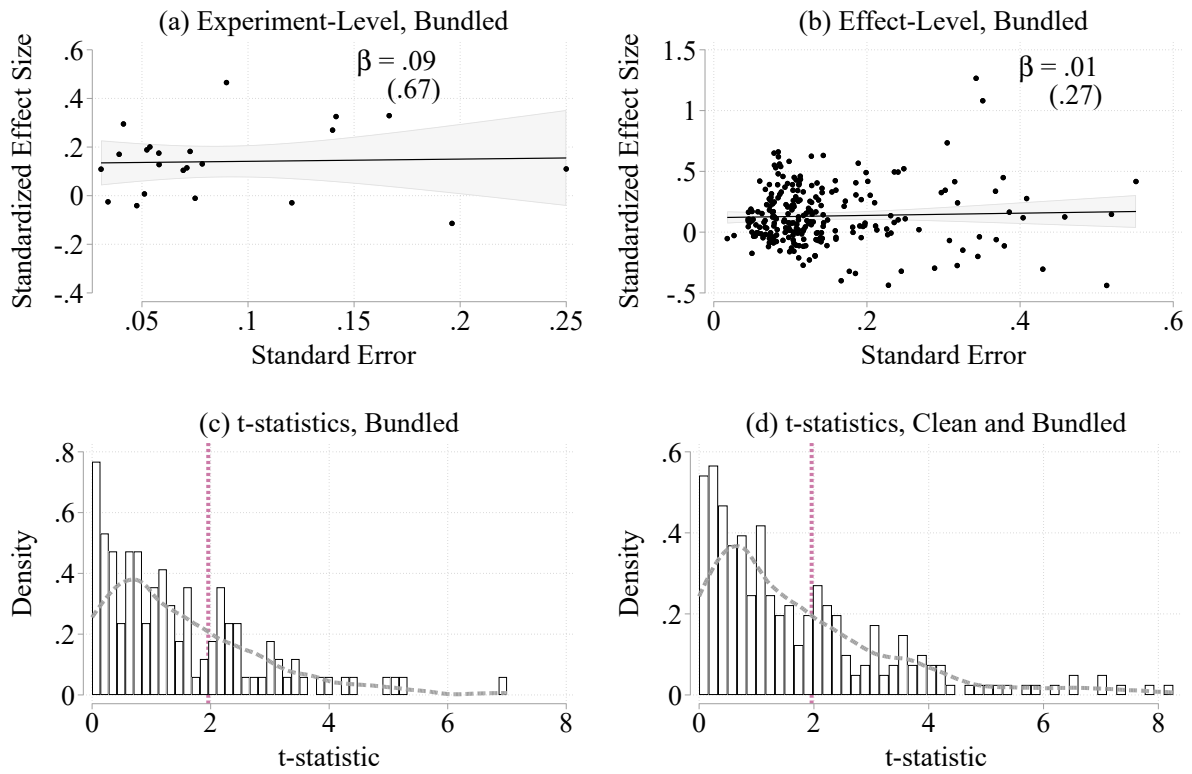 (a) Experiment-Level, Bundled
Standardized Effect Size
.6
.4
.2
0
-.2
-.4
β = .09
(.67)
.05
.1
.15
.2
.25
Standard Error
(b) Effect-Level, Bundled
Standardized Effect Size
1.5
1
.5
0
-.5
β = .01
(.27)
0
.2
.4
.6
Standard Error
(c) t-statistics, Bundled
Density
.8
.6
.4
.2
0
0
2
4
6
8
t-statistic
(d) t-statistics, Clean and Bundled
Density
.6
.4
.2
0
0
2
4
6
8
t-statistic